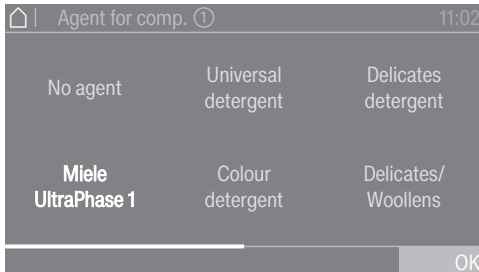 Agent for comp. ①
11:02
No agent
Universal
detergent
Delicates
detergent
Miele
UltraPhase 1
Colour
detergent
Delicates/
Woollens
OK